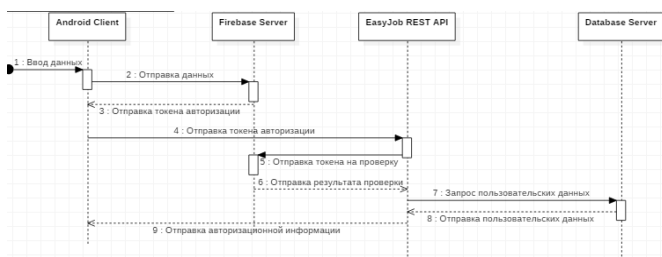 Android Client
Firebase Server
EasyJob REST API
Database Server
1 : Ввод данных
2 : Отправка данных
3 : Отправка токена авторизации
4 : Отправка токена авторизации
5 : Отправка токена на проверку
6 : Отправка результата проверки
7 : Запрос пользовательских данных
8 : Отправка пользовательских данных
9 : Отправка авторизационной информации